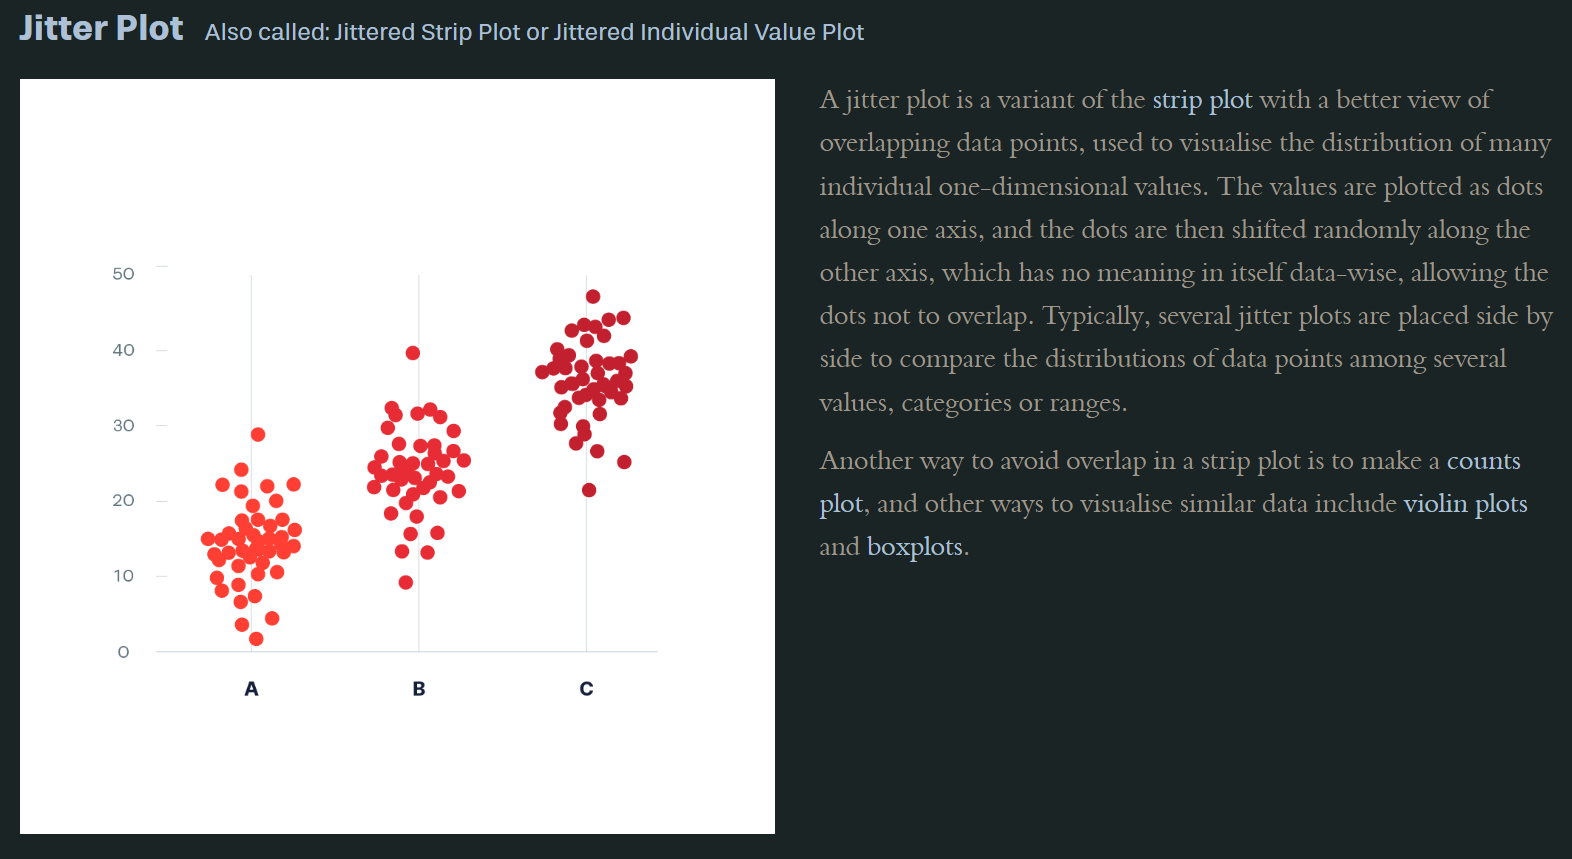 Jitter Plot Also called: Jittered Strip Plot or Jittered Individual Value Plot
50
40
30
20
10
0
A B C
A jitter plot is a variant of the strip plot with a better view of
overlapping data points, used to visualise the distribution of many
individual one-dimensional values. The values are plotted as dots
along one axis, and the dots are then shifted randomly along the
other axis, which has no meaning in itself data-wise, allowing the
dots not to overlap. Typically, several jitter plots are placed side by
side to compare the distributions of data points among several
values, categories or ranges.
Another way to avoid overlap in a strip plot is to make a counts
plot, and other ways to visualise similar data include violin plots
and boxplots.